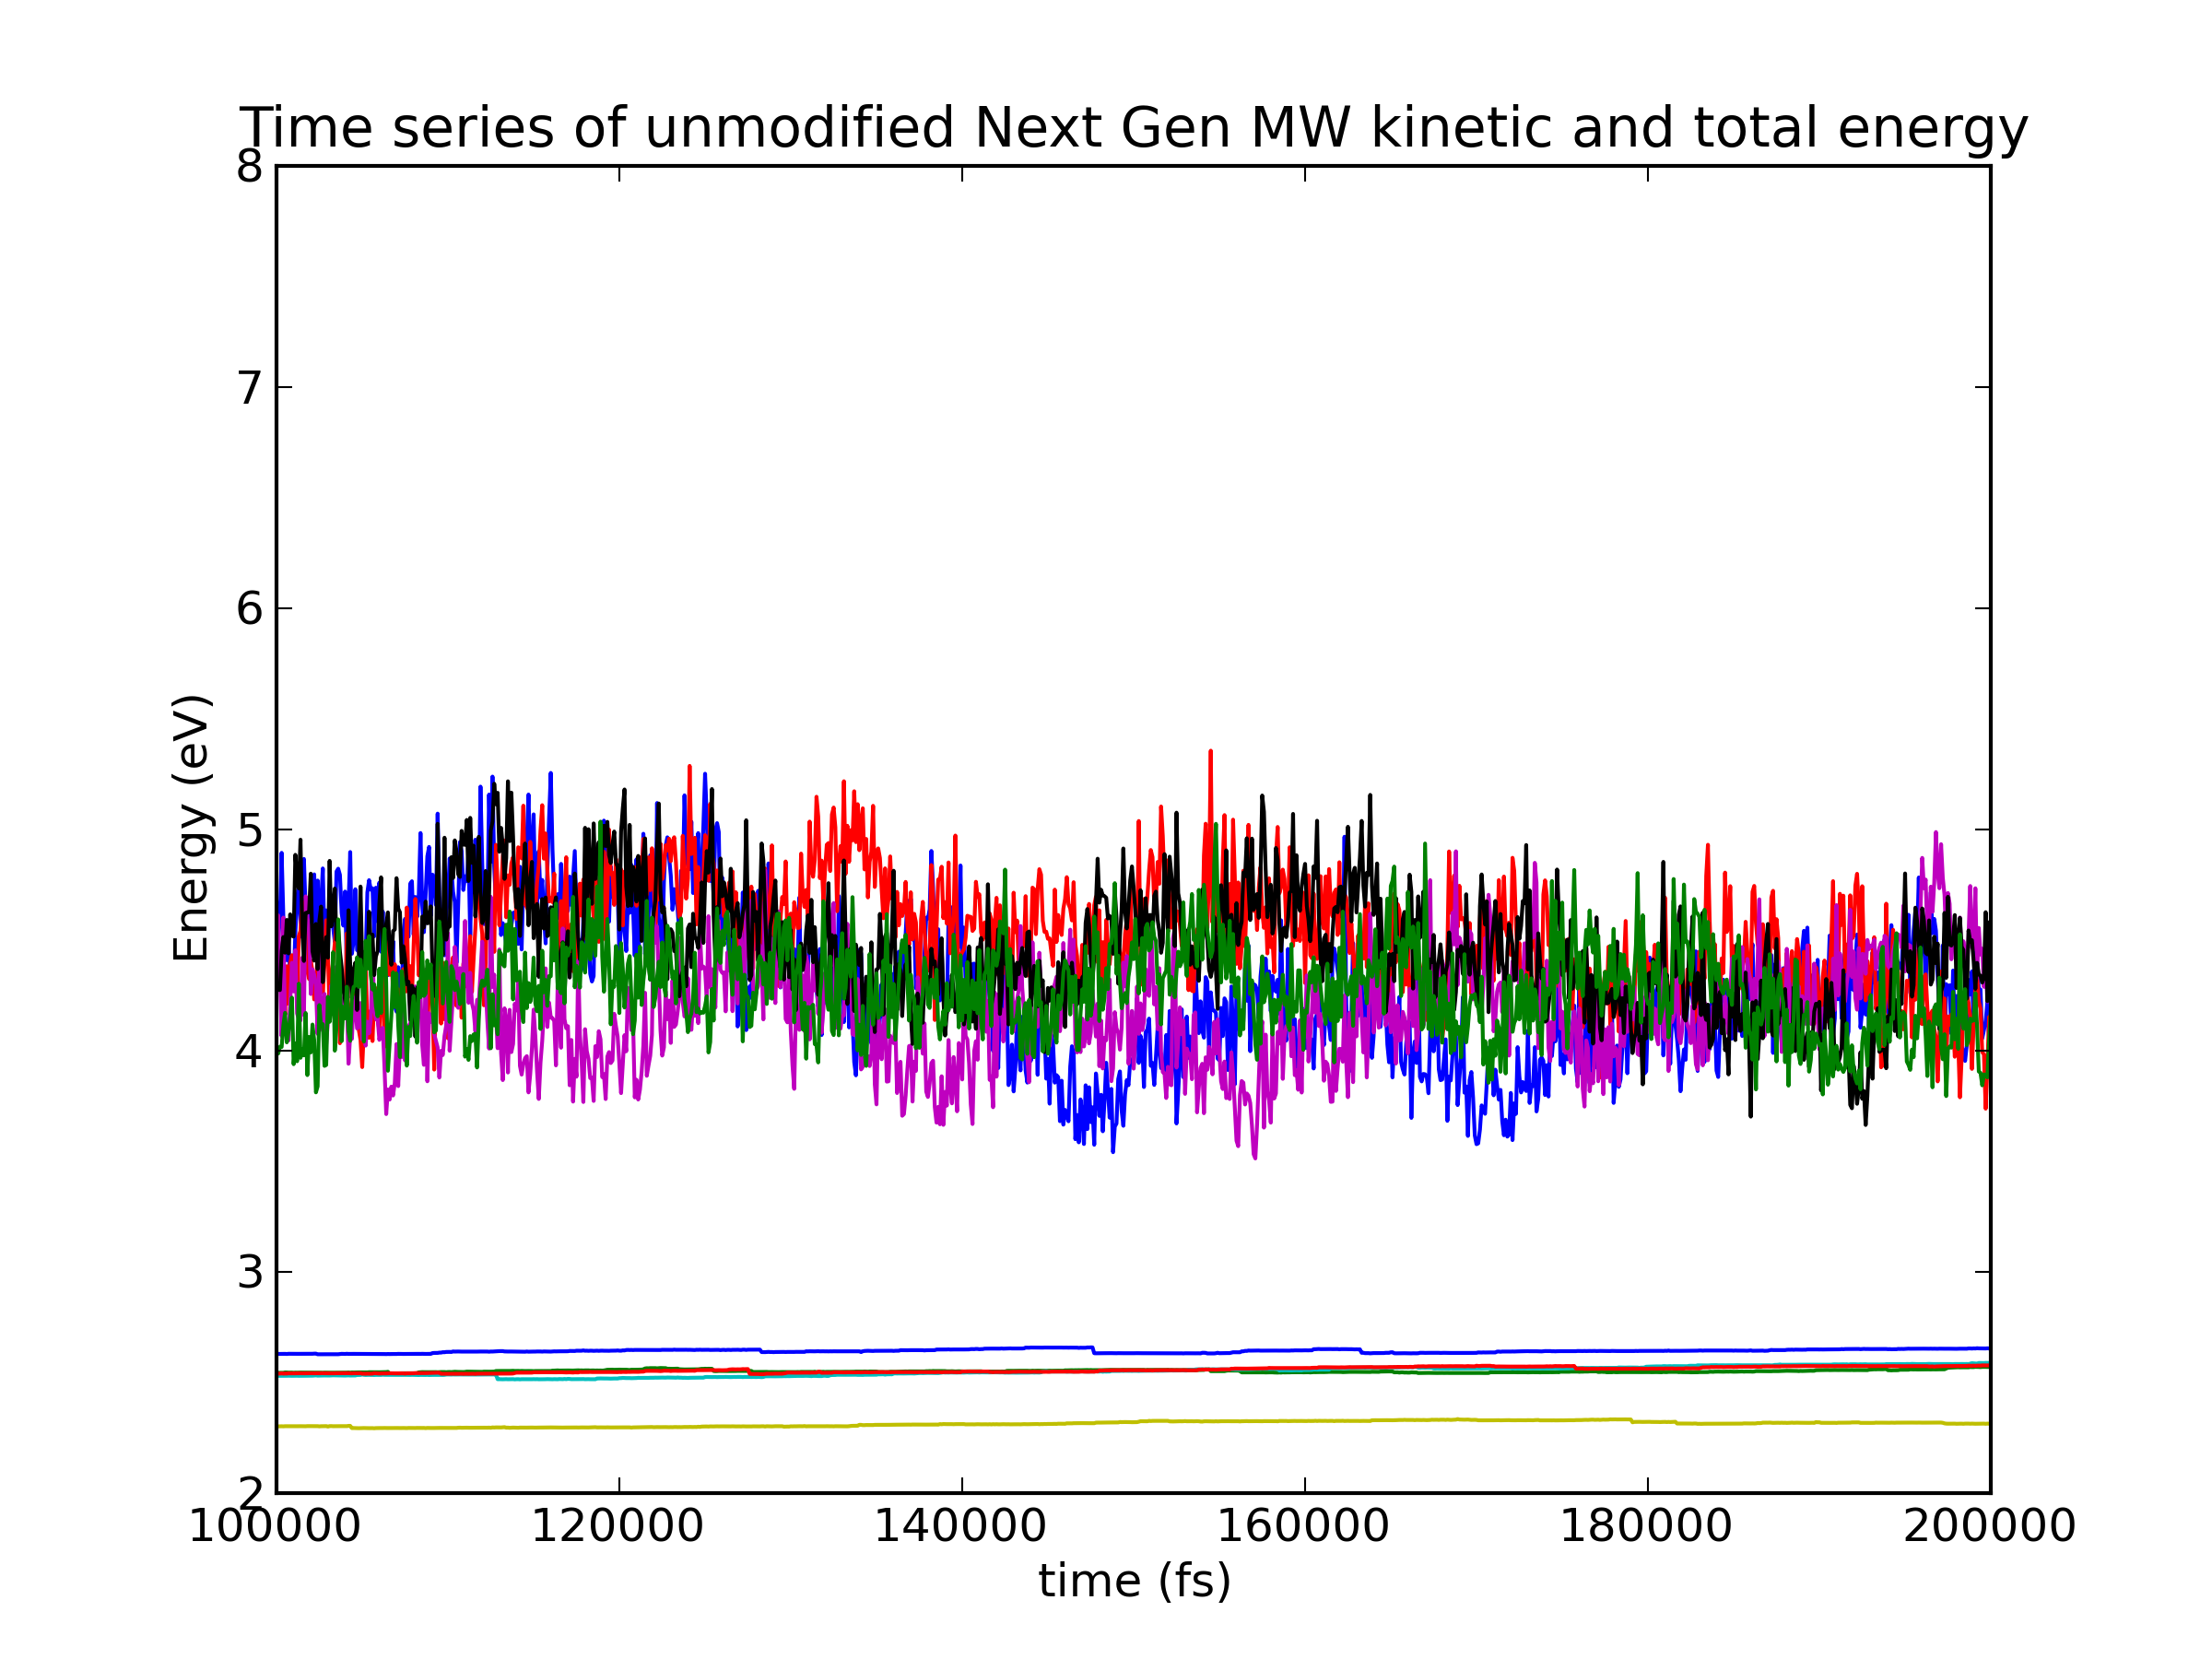 Time series of unmodified Next Gen MW kinetic and total energy
8
7
6
5
4
3
2
Energy (eV)
100000 120000 140000 160000 180000 200000
time (fs)